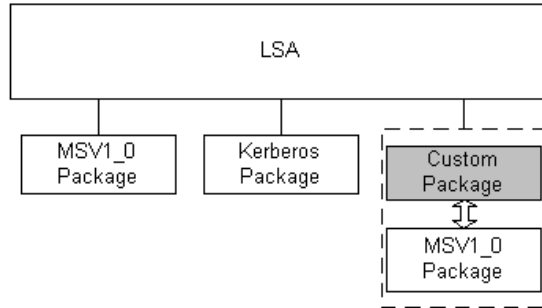 LSA
MSV1_0
Package
Kerberos
Package
Custom
Package
MSV1_0
Package